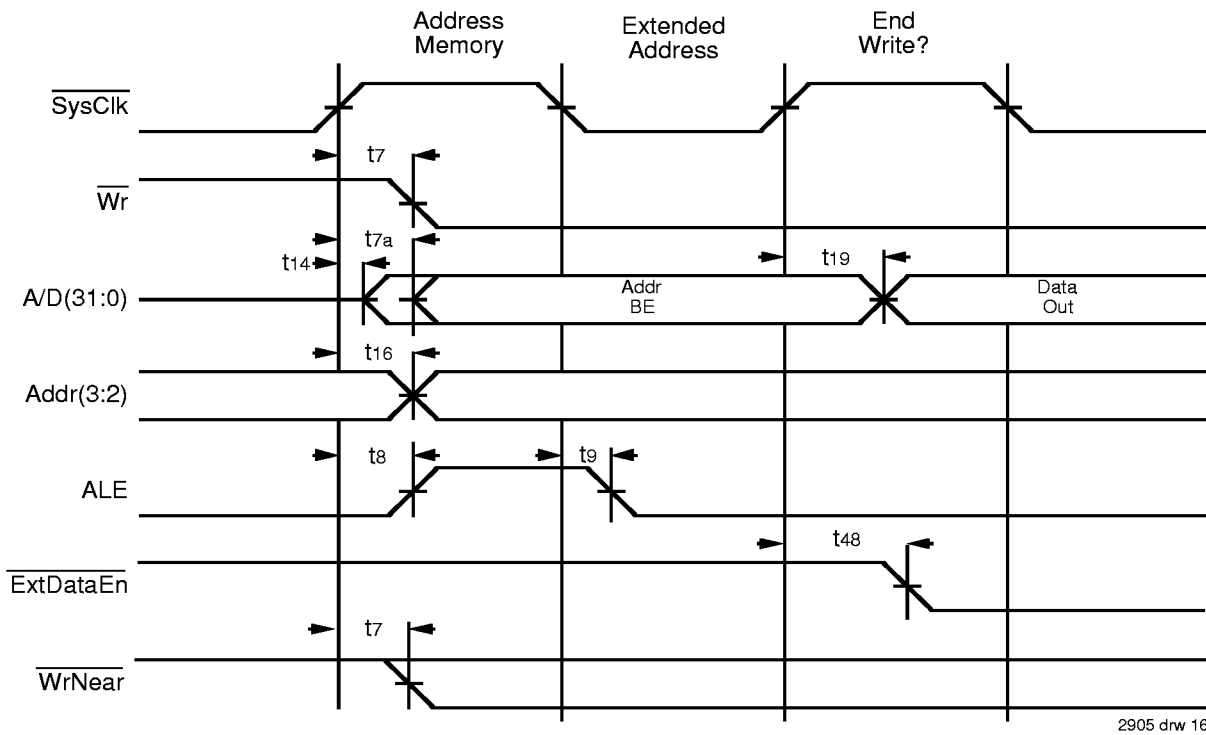 Address
Memory
Extended
Address
End
Write?
SysClk
t7
Wr
t7a
t14
t19
A/D(31:0)
Addr
BE
Data
Out
t16
Addr(3:2)
t8
t9
ALE
t48
ExtDataEn
t7
WrNear
2905 drw 16